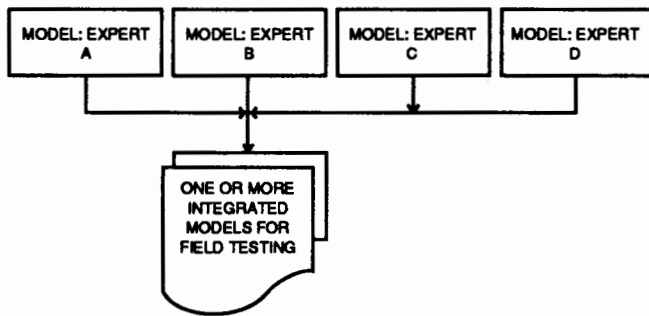 MODEL: EXPERT
A
MODEL: EXPERT
B
MODEL: EXPERT
C
MODEL: EXPERT
D
ONE OR MORE
INTEGRATED
MODELS FOR
FIELD TESTING